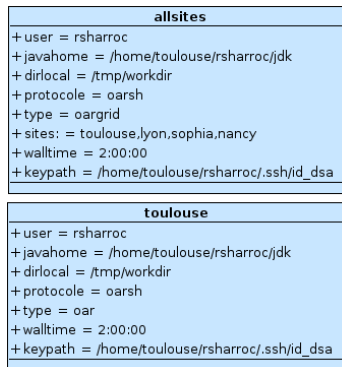 allsites
+user = rsharroc
+javahome = /home/toulouse/rsharroc/jdk
+dirlocal = /tmp/workdir
+protocole = oarsh
+type = oargrid
+sites: = toulouse,lyon,sophia,nancy
+walltime = 2:00:00
+keypath = /home/toulouse/rsharroc/.ssh/id_dsa
toulouse
+user = rsharroc
+javahome = /home/toulouse/rsharroc/jdk
+dirlocal = /tmp/workdir
+protocole = oarsh
+type = oar
+walltime = 2:00:00
+keypath = /home/toulouse/rsharroc/.ssh/id_dsa